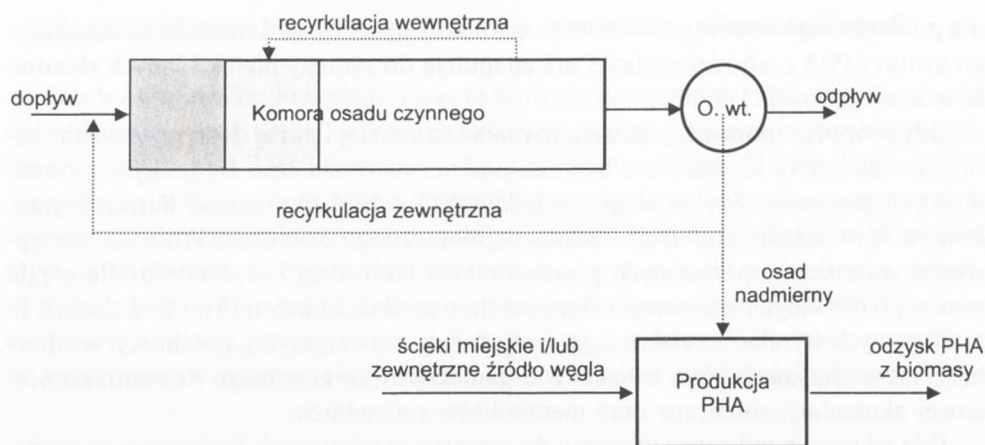 recyrkulacja wewnętrzna
dopływ
Komora osadu czynnego
O. wt.
odpływ
recyrkulacja zewnętrzna
osad
nadmierny
ścieki miejskie i/lub
zewnętrzne źródło węgla
Produkcja
PHA
odzysk PHA
z biomasy